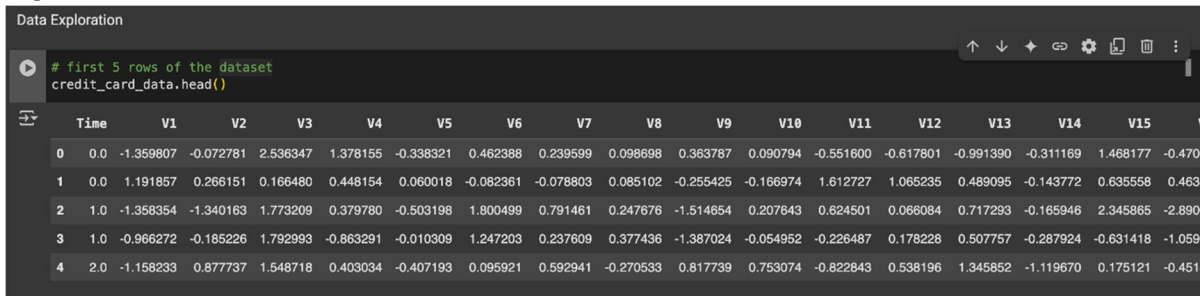 Data Exploration
# first 5 rows of the dataset
credit_card_data.head()
Time V1 V2 V3 V4 V5 V6 V7 V8 V9 V10 V11 V12 V13 V14 V15
0 0.0 -1.359807 -0.072781 2.536347 1.378155 -0.338321 0.462388 0.239599 0.098698 0.363787 0.090794 -0.551600 -0.617801 -0.991390 -0.311169 1.468177 -0.470
1 0.0 1.191857 0.266151 0.166480 0.448154 0.060018 -0.082361 -0.078803 0.085102 -0.255425 -0.166974 1.612727 1.065235 0.489095 -0.143772 0.635558 0.463
2 1.0 -1.358354 -1.340163 1.773209 0.379780 -0.503198 1.800499 0.791461 0.247676 -1.514654 0.207643 0.624501 0.066084 0.717293 -0.165946 2.345865 -2.890
3 1.0 -0.966272 -0.185226 1.792993 -0.863291 -0.010309 1.247203 0.237609 0.377436 -1.387024 -0.054952 -0.226487 0.178228 0.507757 -0.287924 -0.631418 -1.059
4 2.0 -1.158233 0.877737 1.548718 0.403034 -0.407193 0.095921 0.592941 -0.270533 0.817739 0.753074 -0.822843 0.538196 1.345852 -1.119670 0.175121 -0.451